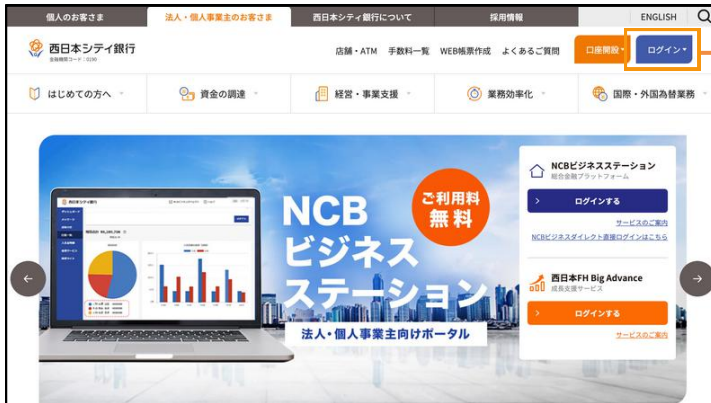 個人のお客さま
法人・個人事業主のお客さま
西日本シティ銀行について
採用情報
ENGLISH
西日本シティ銀行
金融機関コード：0190
店舗・ATM
手数料一覧
WEB帳票作成
よくあるご質問
口座開設
ログイン
はじめての方へ
資金の調達
経営・事業支援
業務効率化
国際・外国為替業務
NCB
ビジネス
ステーション
ご利用料
無料
法人・個人事業主向けポータル
NCBビジネスステーション
総合金融プラットフォーム
ログインする
サービスのご案内
NCBビジネスダイレクト直接ログインはこちら
西日本FH Big Advance
成長支援サービス
ログインする
サービスのご案内